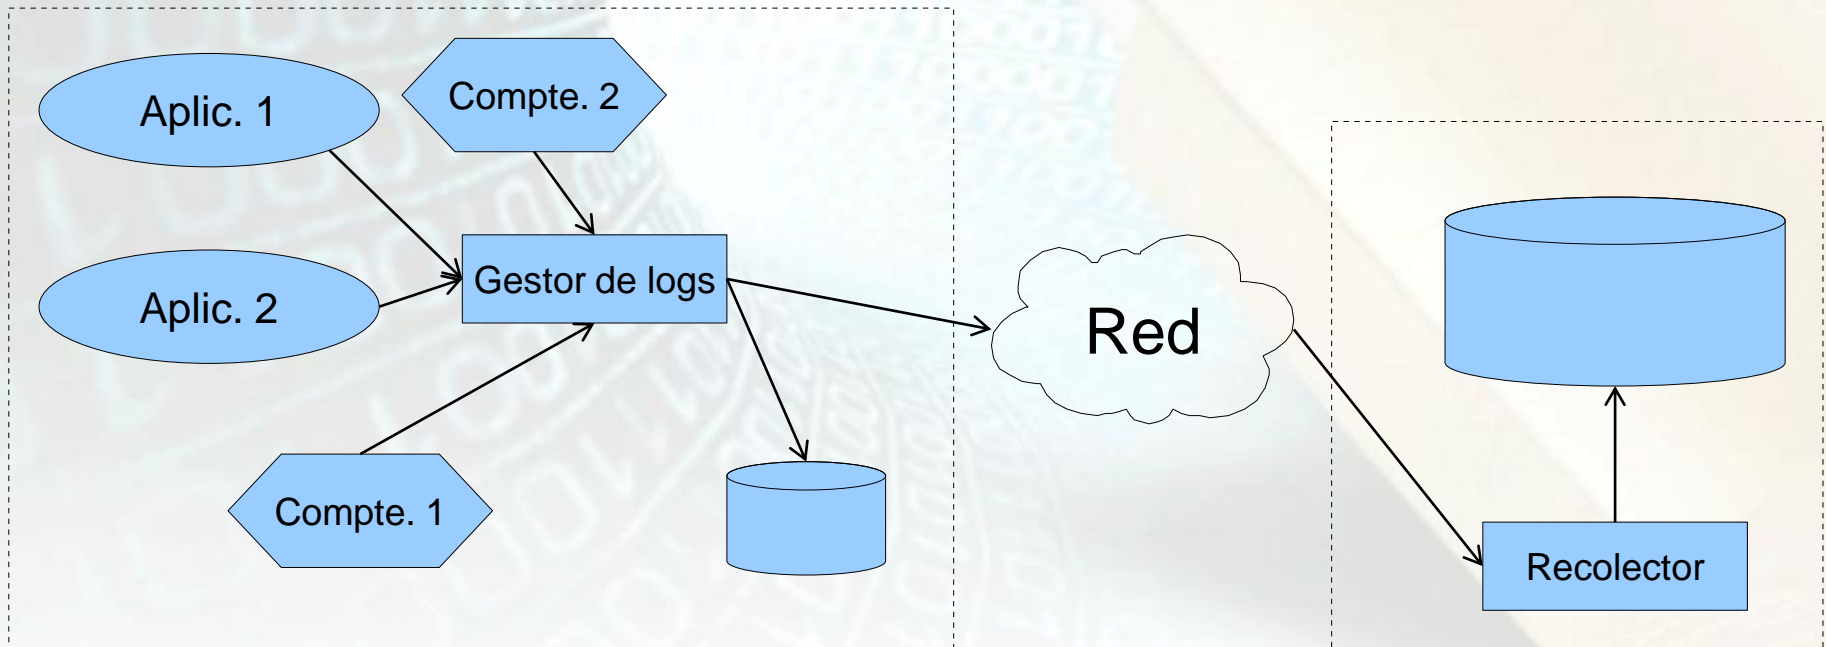 Aplic. 1
Compte. 2
Aplic. 2
Gestor de logs
Red
Compte. 1
Recolector